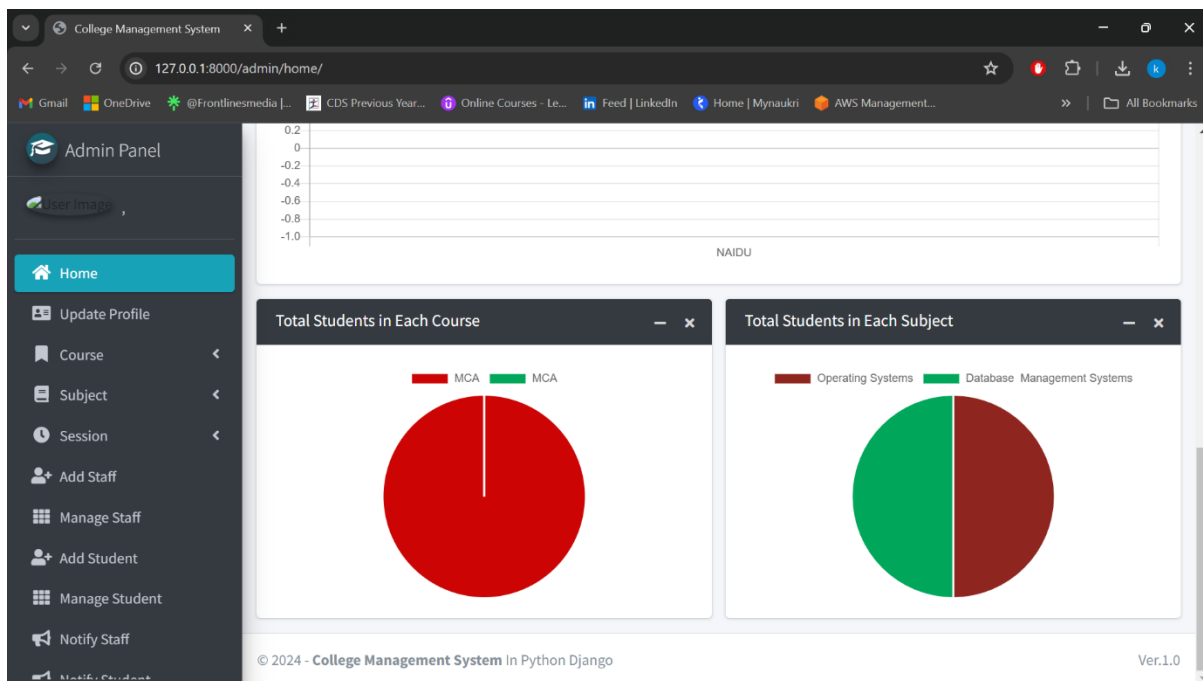 College Management System
127.0.0.1:8000/admin/home/
k
Gmail OneDrive @Frontlinesmedia |... CDS Previous Year... Online Courses - Le... Feed | LinkedIn Home | Mynaukri AWS Management... » All Bookmarks
Admin Panel
User Image ,
Home
Update Profile
Course
Subject
Session
Add Staff
Manage Staff
Add Student
Manage Student
Notify Staff
Notify Student
0.2
0
-0.2
-0.4
-0.6
-0.8
-1.0
NAIDU
Total Students in Each Course
MCA MCA
Total Students in Each Subject
Operating Systems Database Management Systems
© 2024 - College Management System In Python Django Ver.1.0